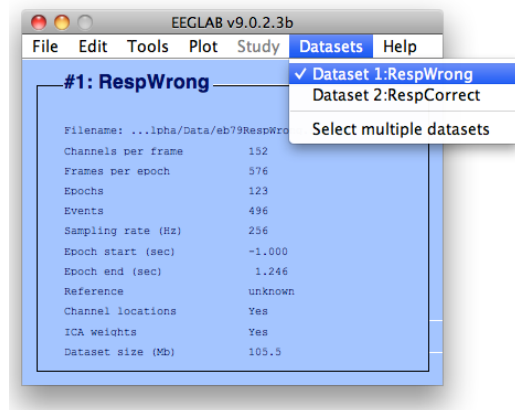 EEGLAB v9.0.2.3b
File Edit Tools Plot Study Datasets Help
✓ Dataset 1:RespWrong
Dataset 2:RespCorrect
Select multiple datasets
#1: RespWrong
Filename: ...lpha/Data/eb79RespWro
Channels per frame 152
Frames per epoch 576
Epochs 123
Events 496
Sampling rate (Hz) 256
Epoch start (sec) -1.000
Epoch end (sec) 1.246
Reference unknown
Channel locations Yes
ICA weights Yes
Dataset size (Mb) 105.5